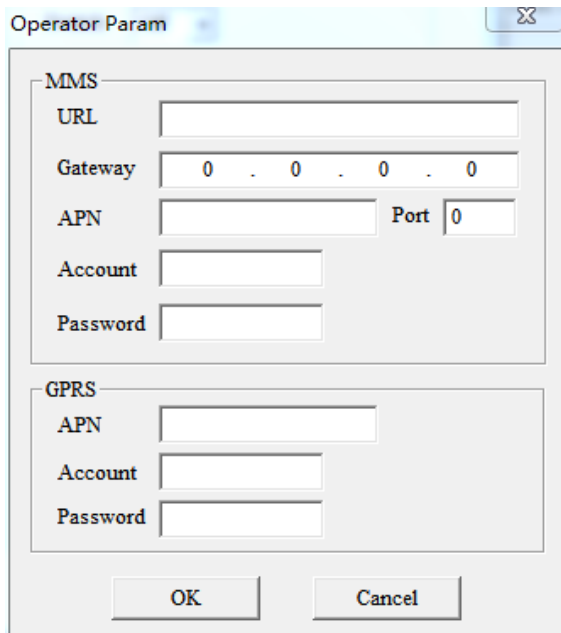 Operator Param
MMS
URL
Gateway 0 . 0 . 0 . 0
APN Port 0
Account
Password
GPRS
APN
Account
Password
OK Cancel